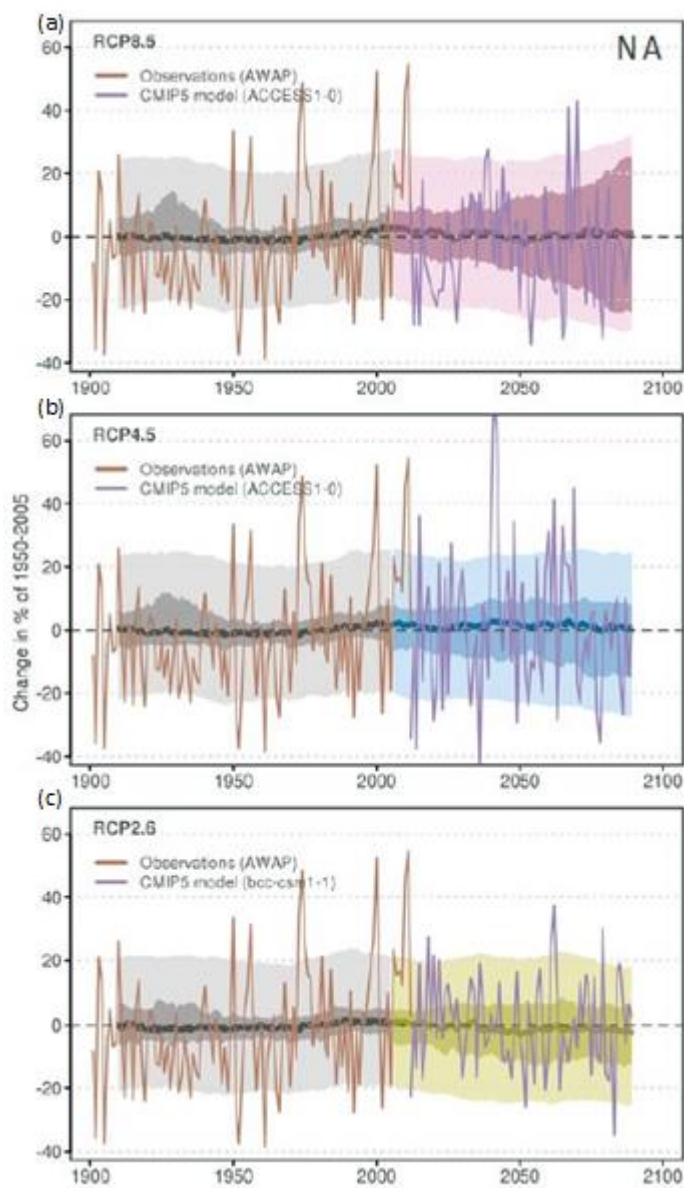 (a)
RCP8.5
NA
Observations (AWAP)
CMIP5 model (ACCESS1-0)
60
40
20
0
-20
-40
1900
1950
2000
2050
2100
(b)
RCP4.5
Observations (AWAP)
CMIP5 model (ACCESS1-0)
60
40
20
0
-20
-40
Change in % of 1950-2005
1900
1950
2000
2050
2100
(c)
RCP2.6
Observations (AWAP)
CMIP5 model (bcc-csm1-1)
60
40
20
0
-20
-40
1900
1950
2000
2050
2100